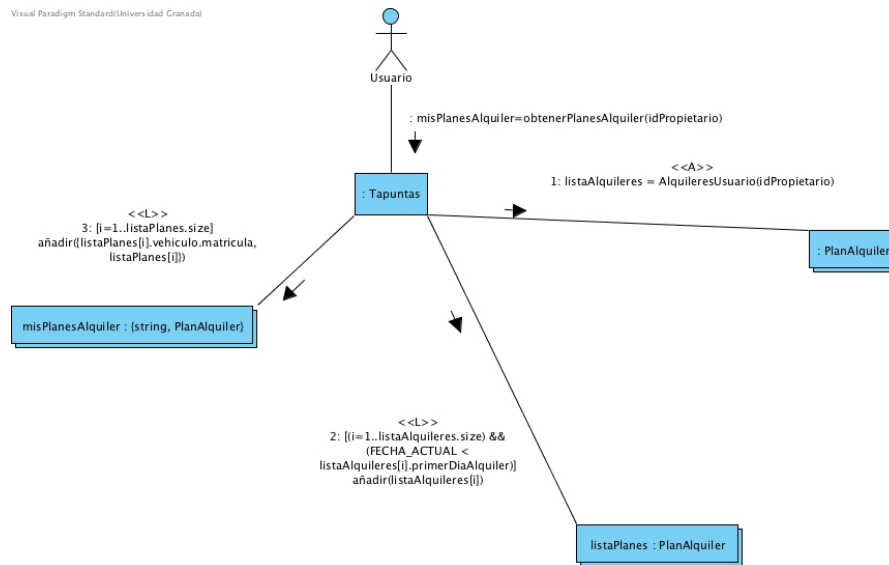 Visual Paradigm Standard(Universidad Granada)
Usuario
: misPlanesAlquiler=obtenerPlanesAlquiler(idPropietario)
<<A>>
1: listaAlquileres = AlquileresUsuario(idPropietario)
: Tapuntas
<<L>>
3: [i=1..listaPlanes.size]
añadir({listaPlanes[i].vehiculo.matricula,
listaPlanes[i]})
: PlanAlquiler
misPlanesAlquiler : {string, PlanAlquiler}
<<L>>
2: [(i=1..listaAlquileres.size) &&
(FECHA_ACTUAL <
listaAlquileres[i].primerDiaAlquiler)]
añadir(listaAlquileres[i])
listaPlanes : PlanAlquiler